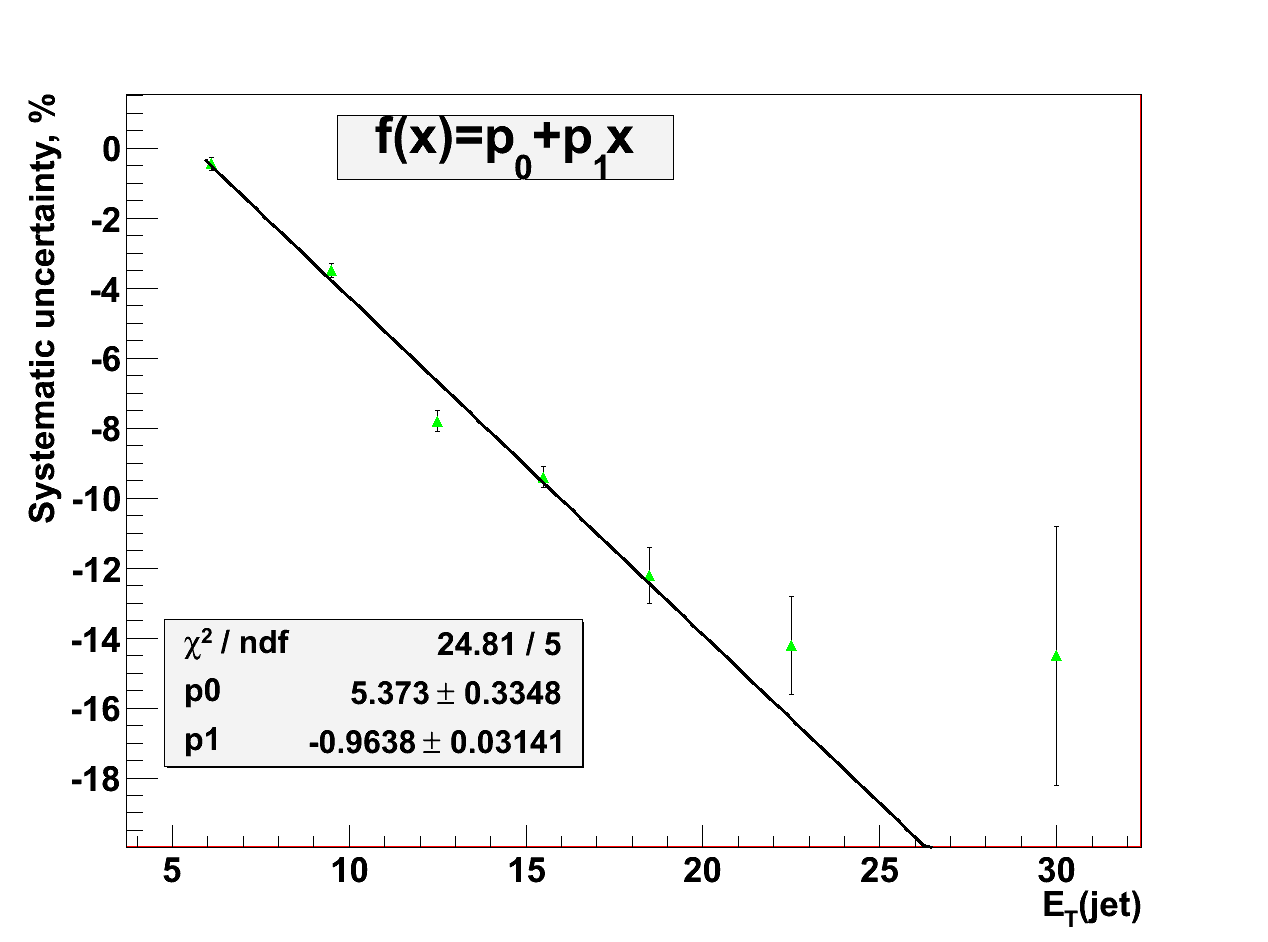 f(x)=p0+p1x
Systematic uncertainty, %
0
-2
-4
-6
-8
-10
-12
-14
-16
-18
χ² / ndf 24.81 / 5
p0 5.373 ± 0.3348
p1 -0.9638 ± 0.03141
5 10 15 20 25 30
ET(jet)